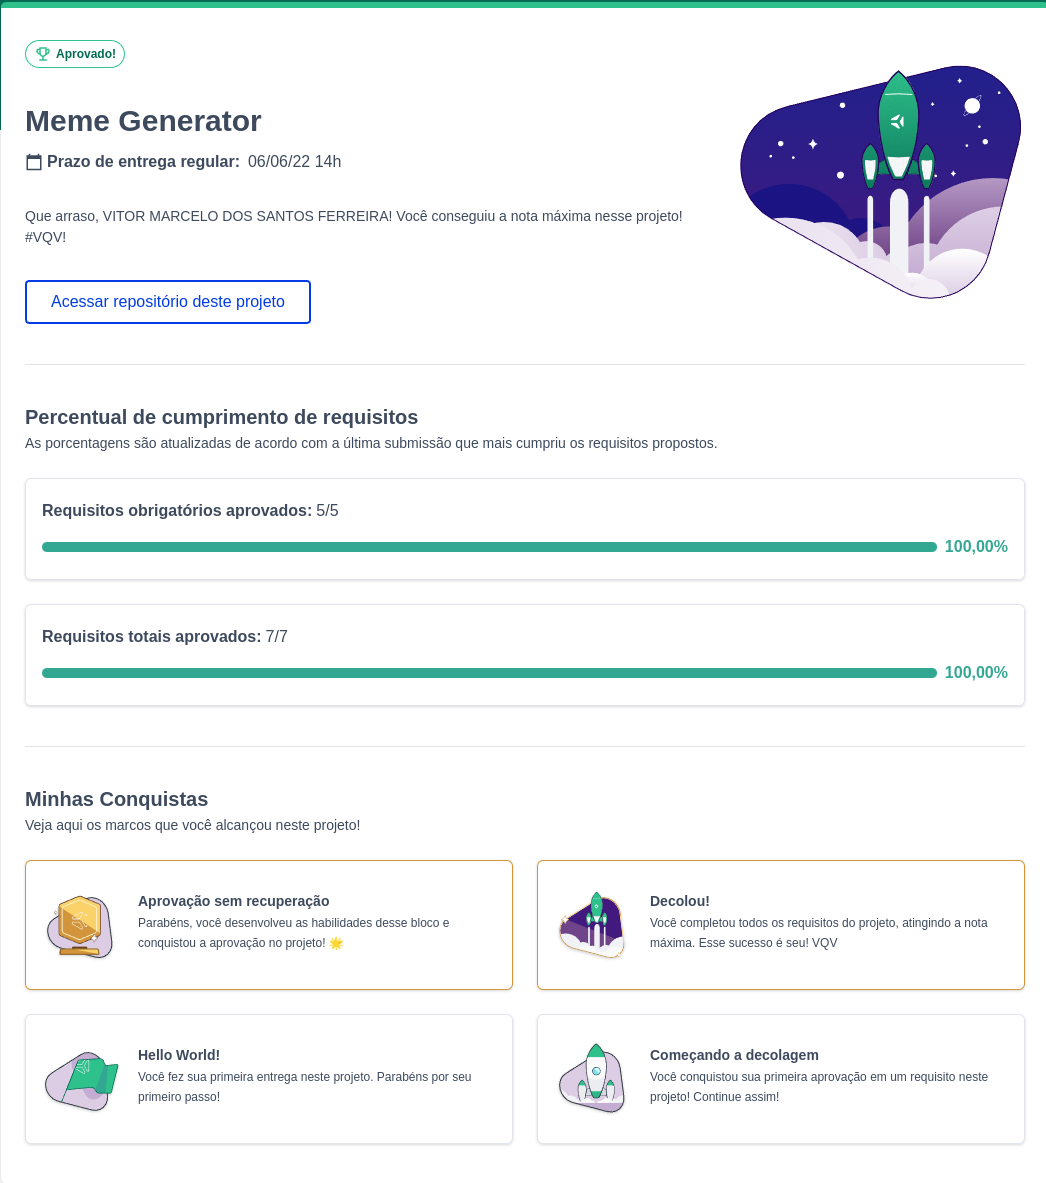 Aprovado!
Meme Generator
Prazo de entrega regular: 06/06/22 14h
Que arraso, VITOR MARCELO DOS SANTOS FERREIRA! Você conseguiu a nota máxima nesse projeto!
#VQV!
Acessar repositório deste projeto
Percentual de cumprimento de requisitos
As porcentagens são atualizadas de acordo com a última submissão que mais cumpriu os requisitos propostos.
Requisitos obrigatórios aprovados: 5/5
100,00%
Requisitos totais aprovados: 7/7
100,00%
Minhas Conquistas
Veja aqui os marcos que você alcançou neste projeto!
Aprovação sem recuperação
Parabéns, você desenvolveu as habilidades desse bloco e
conquistou a aprovação no projeto! 🌟
Decolou!
Você completou todos os requisitos do projeto, atingindo a nota
máxima. Esse sucesso é seu! VQV
Hello World!
Você fez sua primeira entrega neste projeto. Parabéns por seu
primeiro passo!
Começando a decolagem
Você conquistou sua primeira aprovação em um requisito neste
projeto! Continue assim!